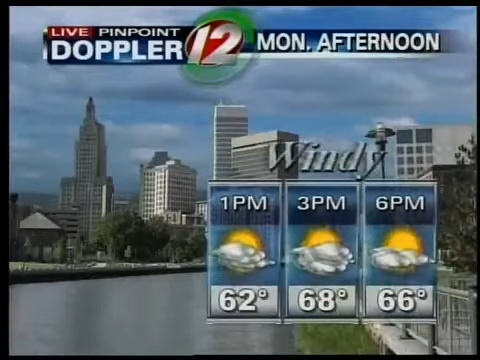 LIVE PINPOINT
DOPPLER 12 MON. AFTERNOON
Windy
1PM 3PM 6PM
62° 68° 66°